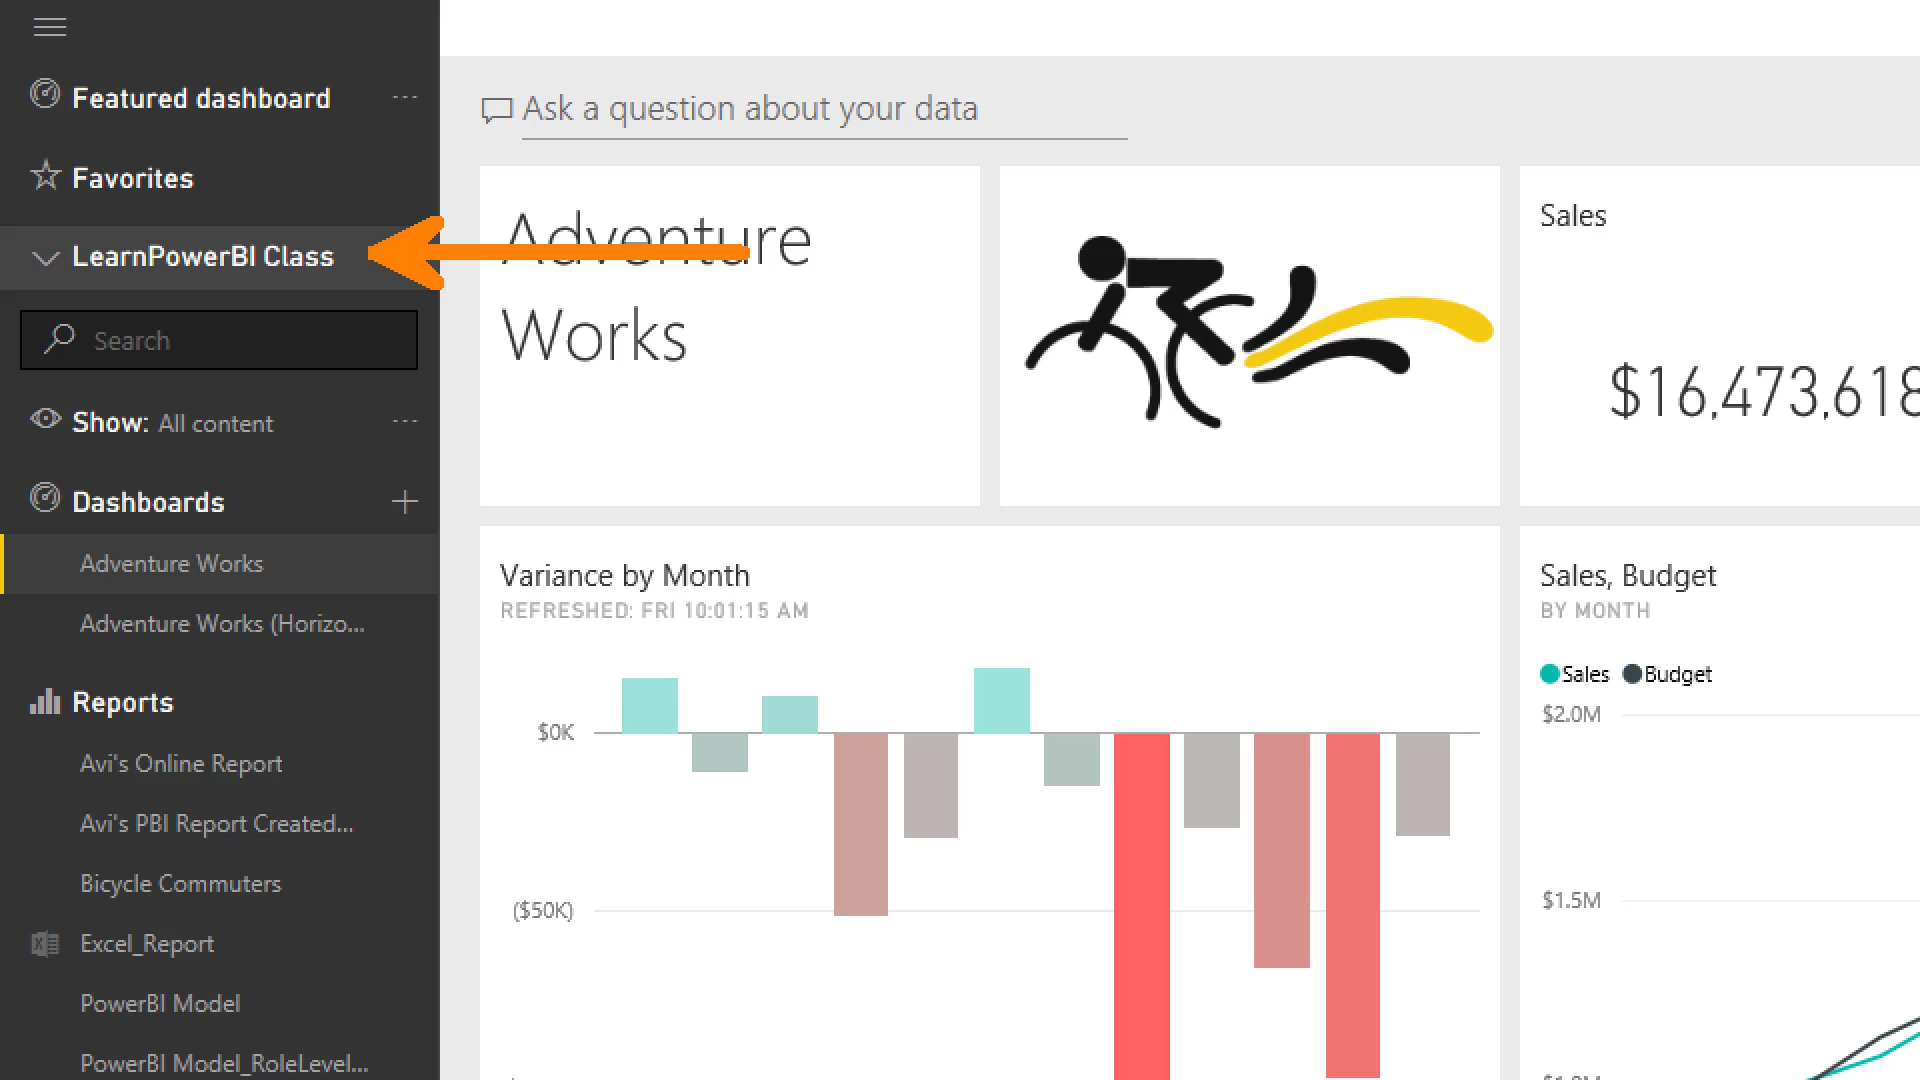 Featured dashboard
Favorites
LearnPowerBI Class
Search
Show: All content
Dashboards
Adventure Works
Adventure Works (Horizo...
Reports
Avi's Online Report
Avi's PBI Report Created...
Bicycle Commuters
Excel_Report
PowerBI Model
PowerBI Model_RoleLevel...
Ask a question about your data
Adventure
Works
Sales
$16,473,618
Variance by Month
REFRESHED: FRI 10:01:15 AM
$0K
($50K)
Sales, Budget
BY MONTH
Sales Budget
$2.0M
$1.5M